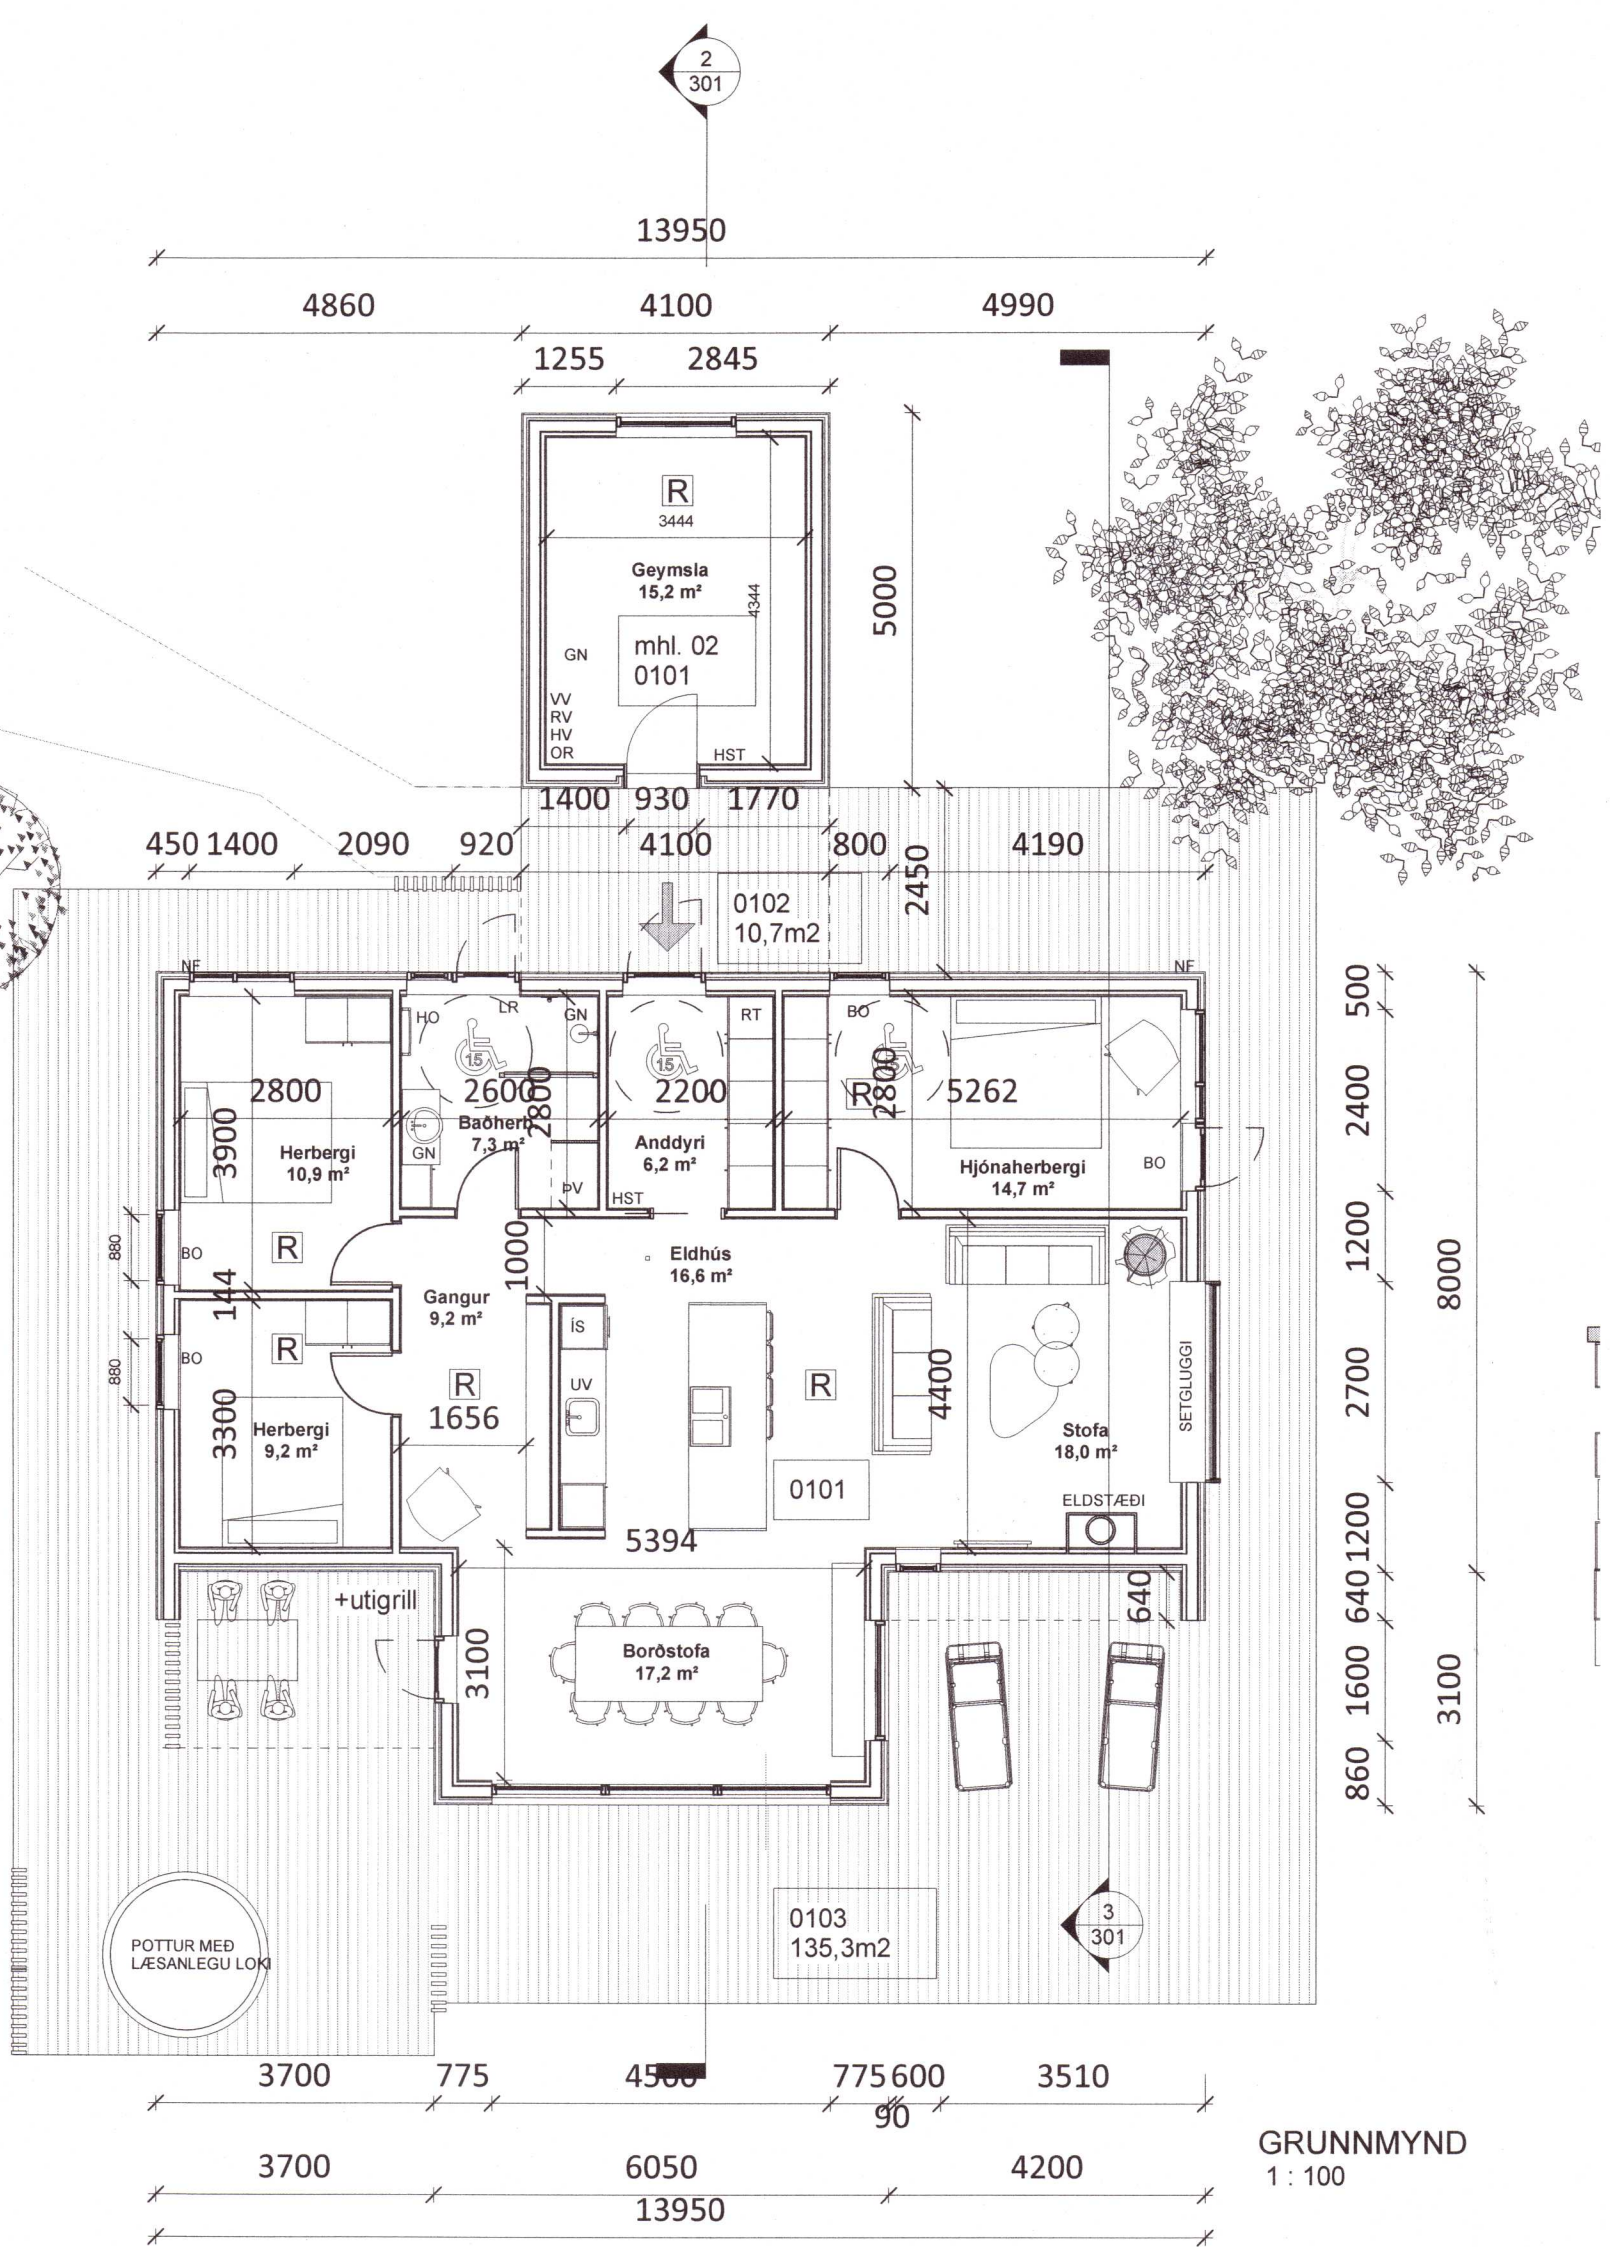 2
301
13950
4860 4100 4990
1255 2845
R
3444
Geymsla
15,2 m²
4344
5000
mhl. 02
0101
GN
VV
RV
HV
OR
HST
1400 930 1770
450 1400 2090 920 4100 800 4190
2450
0102
10,7m2
NF NF
HO LR GN RT BO
15 15
2800 2600 2800 2200 R 2800 5262
3900
Baðherb.
7,3 m²
GN
Herbergi
10,9 m²
Anddyri
6,2 m²
Hjónaherbergi
14,7 m²
BO
ÞV
HST
500
2400
1200
2700
1200
640
1600
860
8000
3100
880
BO
R
144
1000
Eldhús
16,6 m²
Gangur
9,2 m²
ÍS
UV
880
BO
R
3300
Herbergi
9,2 m²
R
1656
R
4400
SETGLUGGI
Stofa
18,0 m²
0101
ELDSTÆÐI
5394
640
+utigrill
3100
Borðstofa
17,2 m²
0103
135,3m2
3
301
POTTUR MEÐ
LÆSANLEGU LOKI
3700 775 4500 775 600 3510
90
3700 6050 4200
13950
GRUNNMYND
1 : 100